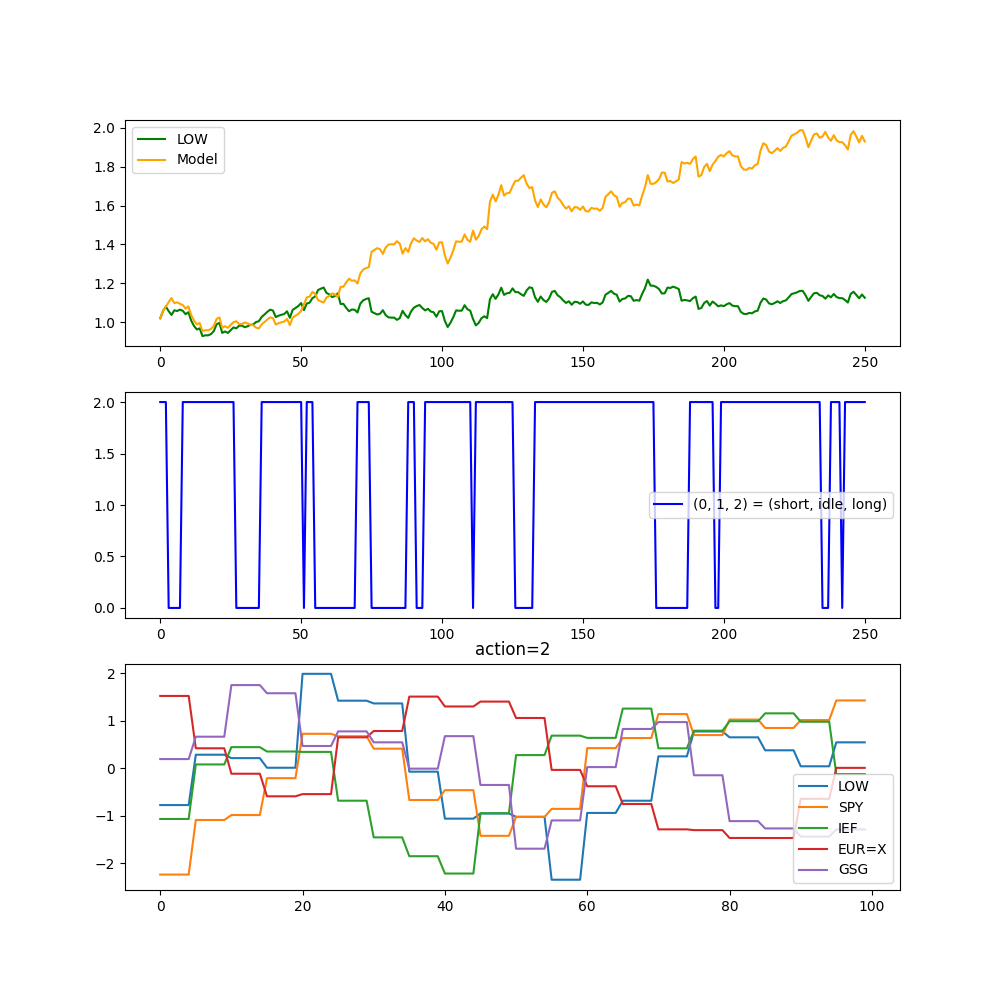 2.0
1.8
1.6
1.4
1.2
1.0
LOW
Model
0 50 100 150 200 250
2.0
1.5
1.0
0.5
0.0
(0, 1, 2) = (short, idle, long)
0 50 100 150 200 250
action=2
2
1
0
−1
−2
LOW
SPY
IEF
EUR=X
GSG
0 20 40 60 80 100